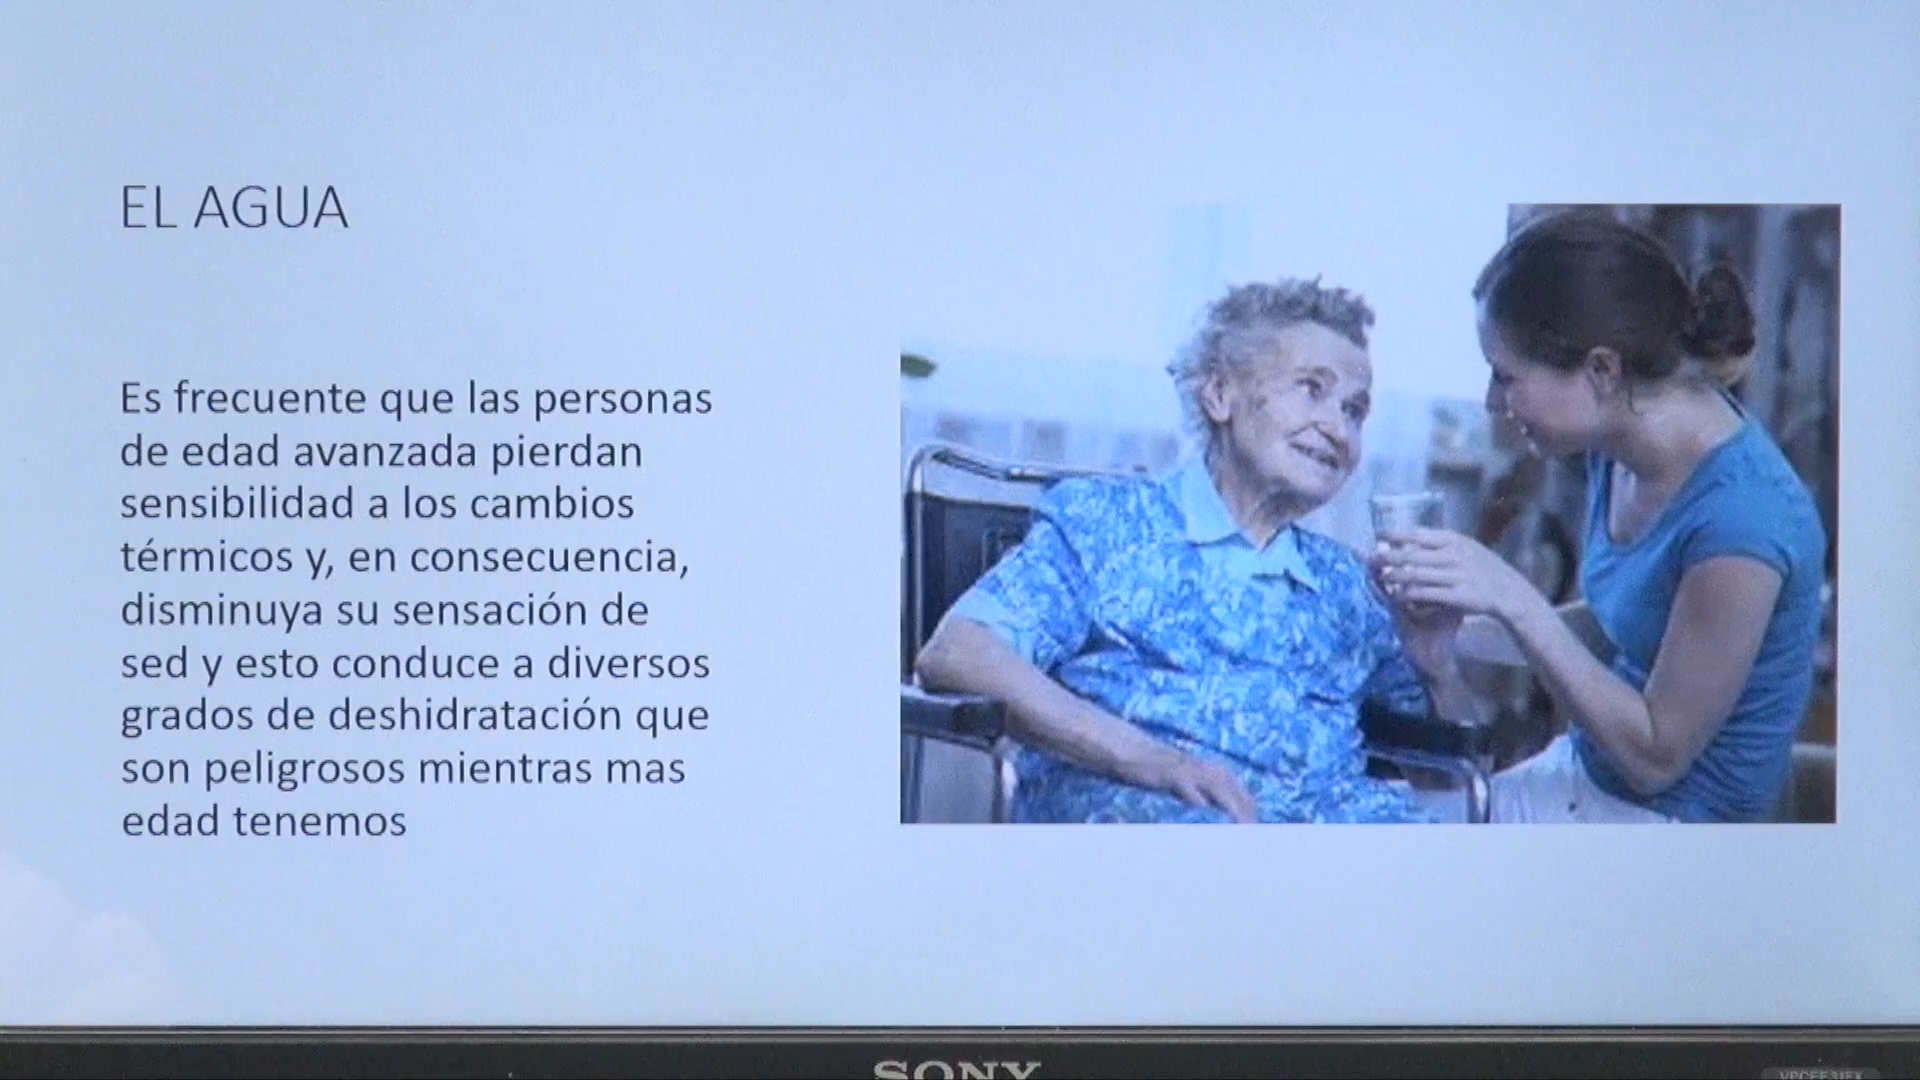 EL AGUA
Es frecuente que las personas
de edad avanzada pierdan
sensibilidad a los cambios
térmicos y, en consecuencia,
disminuya su sensación de
sed y esto conduce a diversos
grados de deshidratación que
son peligrosos mientras mas
edad tenemos
SONY